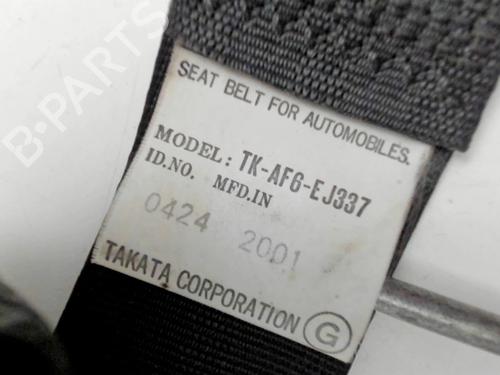 B-PARTS
SEAT BELT FOR AUTOMOBILES.
MODEL: TK-AF6-EJ337
ID.NO. MFD.IN
0424 2001
TAKATA CORPORATION G